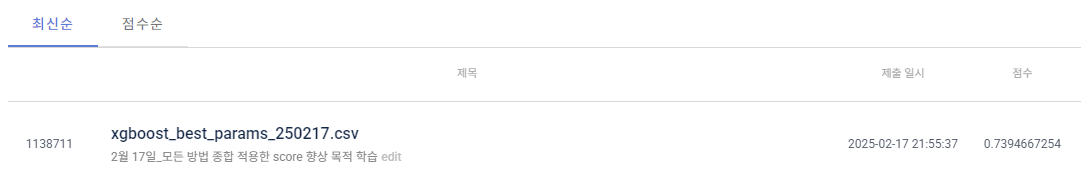 최신순 점수순
제목 제출 일시 점수
xgboost_best_params_250217.csv
1138711 2025-02-17 21:55:37 0.7394667254
2월 17일_모든 방법 종합 적용한 score 향상 목적 학습 edit